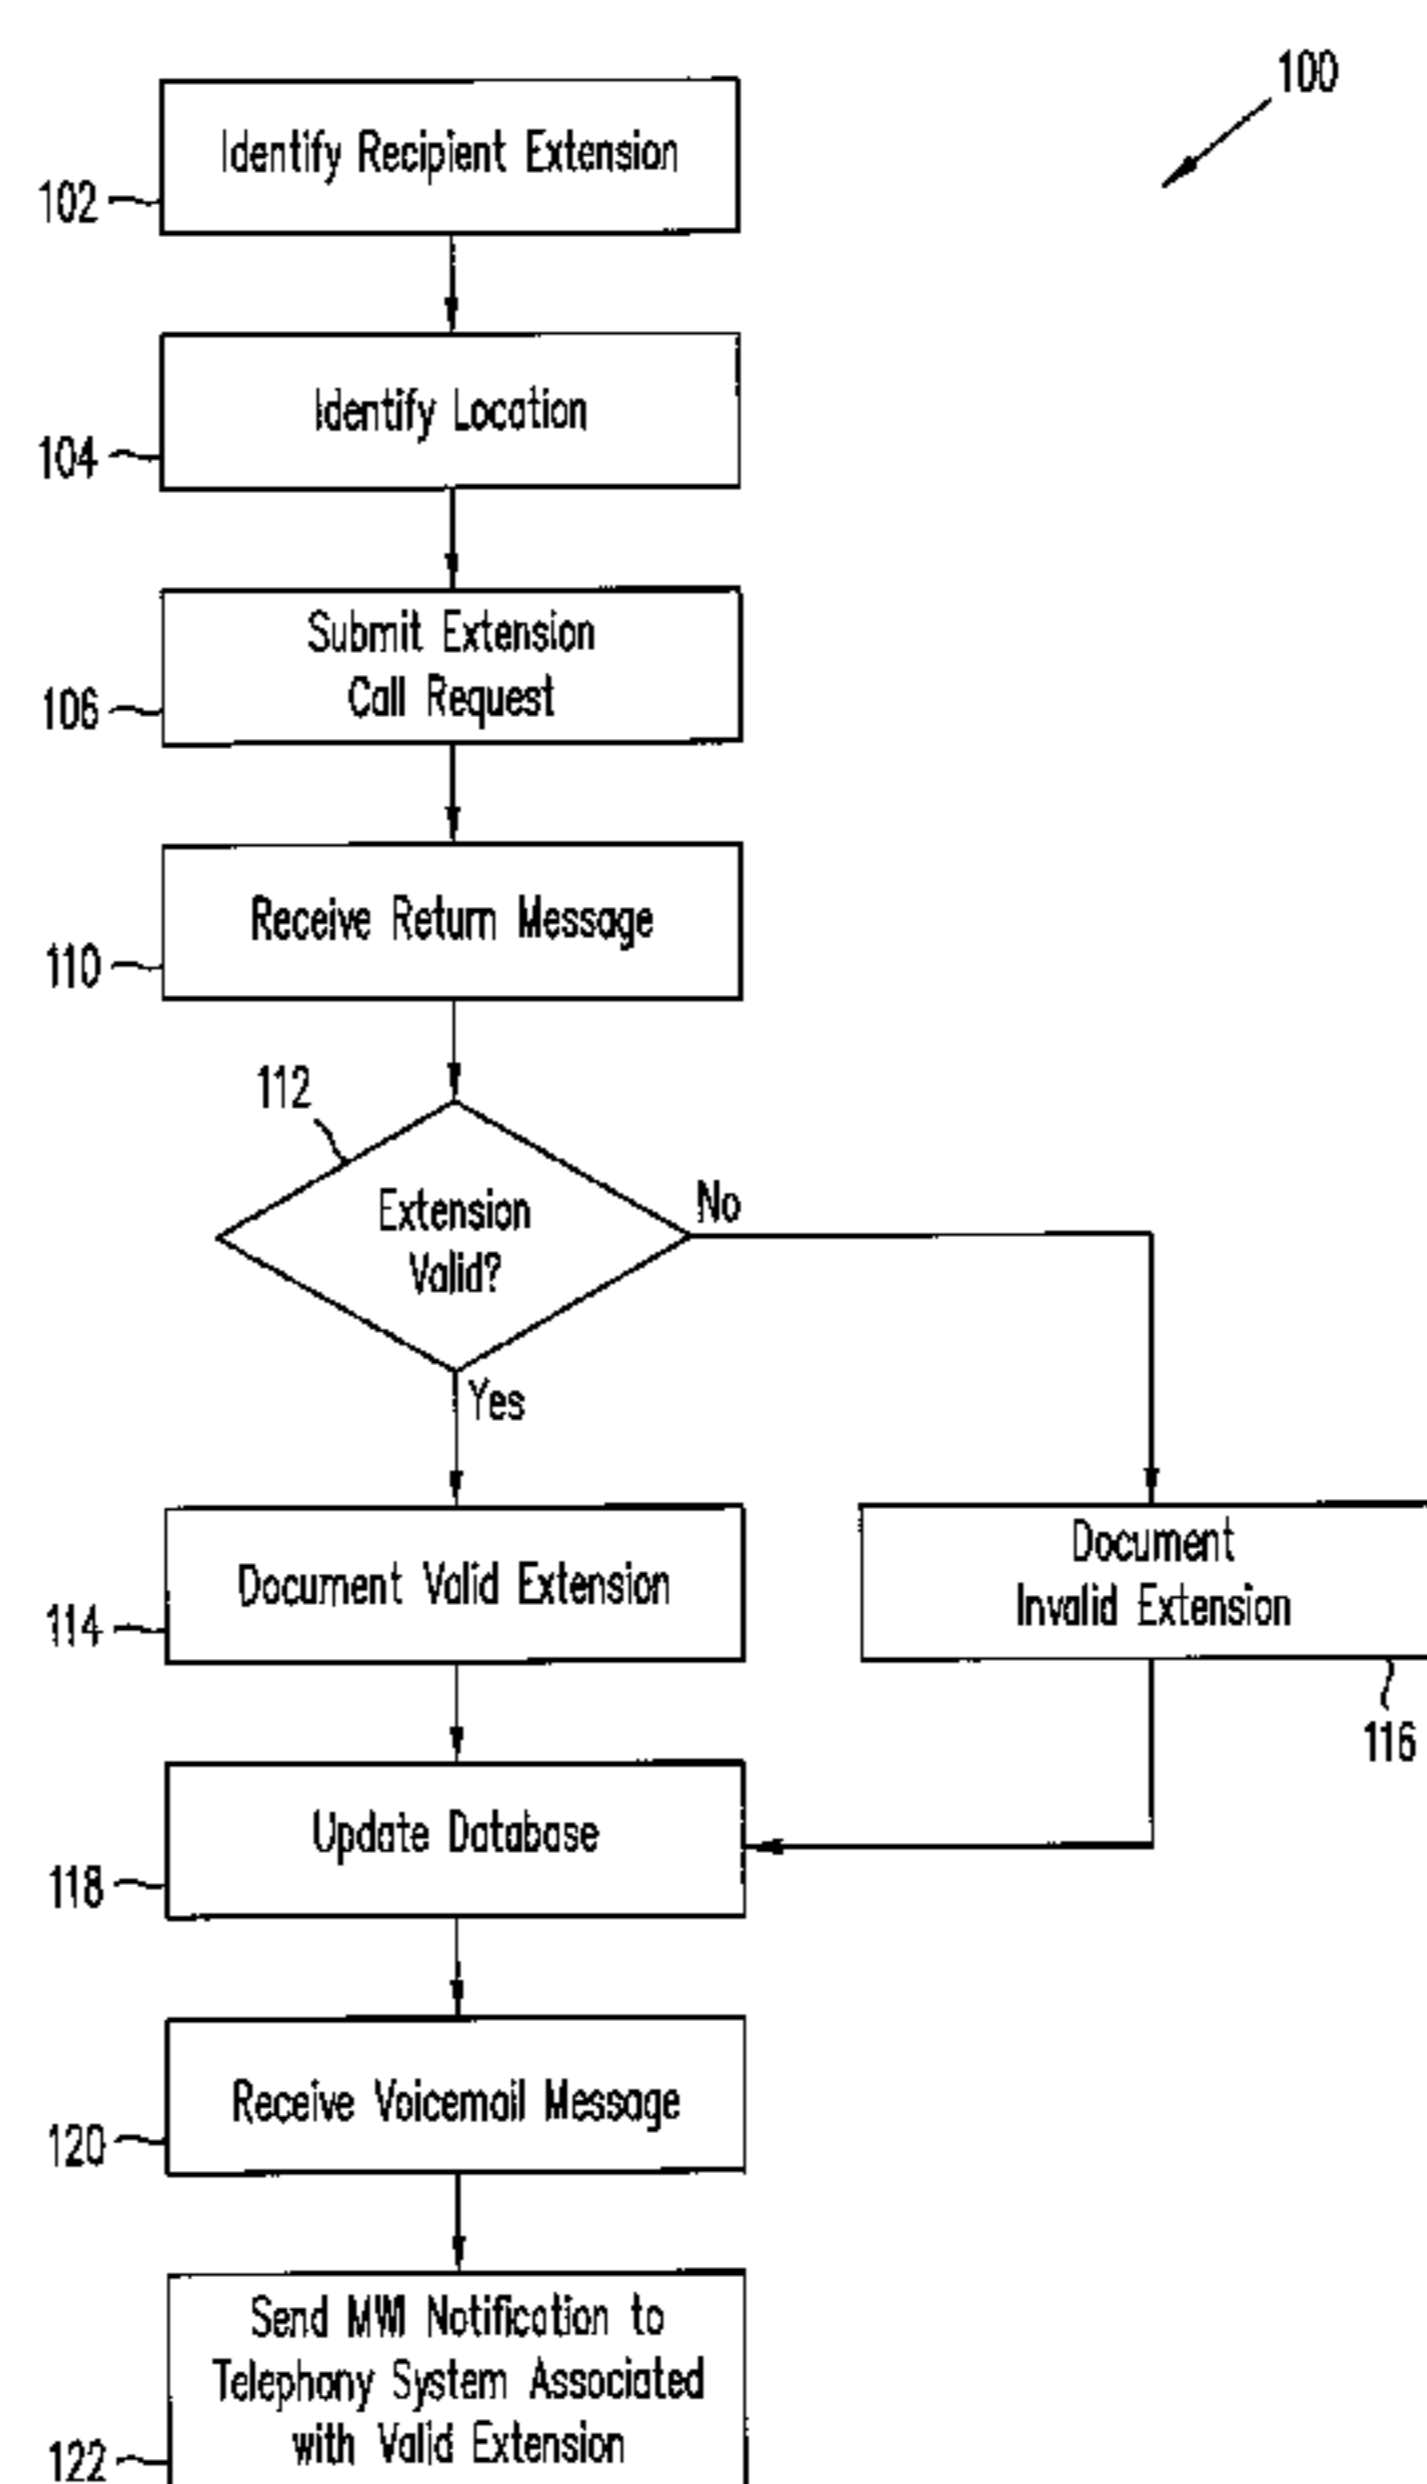 100
Identify Recipient Extension
102
Identify Location
104
Submit Extension
Call Request
106
Receive Return Message
110
112
Extension
Valid?
No
Yes
Document Valid Extension
114
Document
Invalid Extension
116
Update Database
118
Receive Voicemail Message
120
Send MWI Notification to
Telephony System Associated
with Valid Extension
122